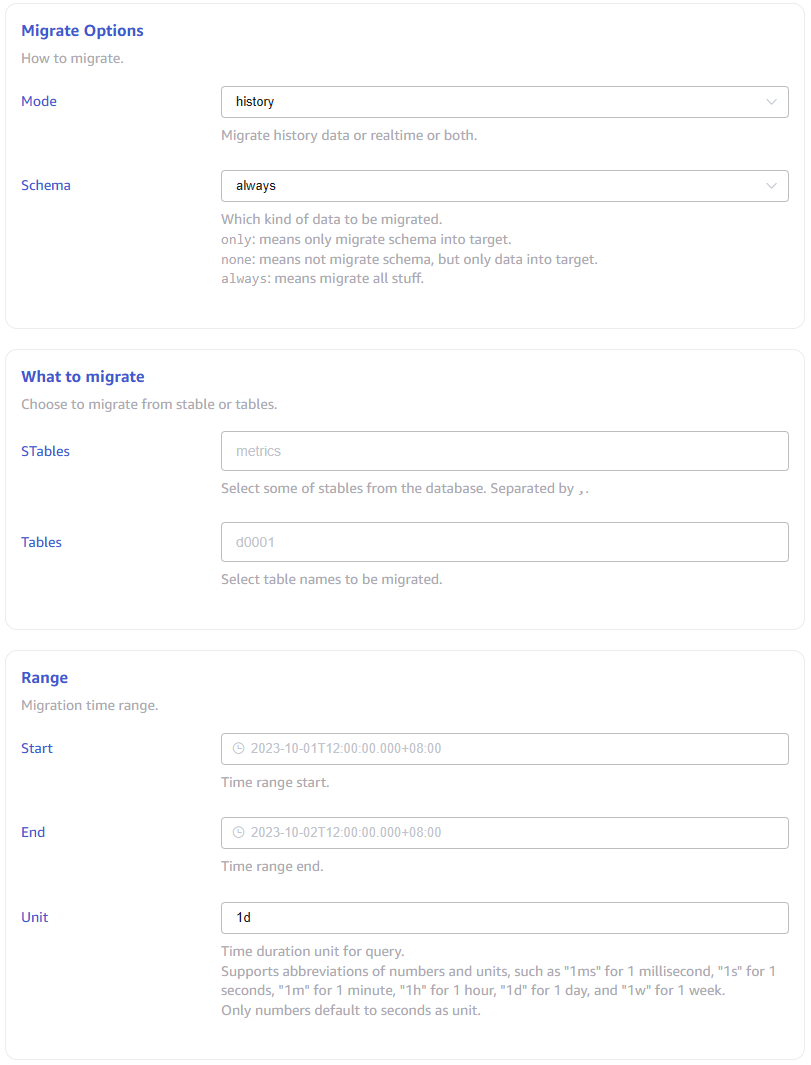 Migrate Options
How to migrate.
Mode
history
Migrate history data or realtime or both.
Schema
always
Which kind of data to be migrated.
only: means only migrate schema into target.
none: means not migrate schema, but only data into target.
always: means migrate all stuff.
What to migrate
Choose to migrate from stable or tables.
STables
metrics
Select some of stables from the database. Separated by ,.
Tables
d0001
Select table names to be migrated.
Range
Migration time range.
Start
2023-10-01T12:00:00.000+08:00
Time range start.
End
2023-10-02T12:00:00.000+08:00
Time range end.
Unit
1d
Time duration unit for query.
Supports abbreviations of numbers and units, such as "1ms" for 1 millisecond, "1s" for 1
seconds, "1m" for 1 minute, "1h" for 1 hour, "1d" for 1 day, and "1w" for 1 week.
Only numbers default to seconds as unit.